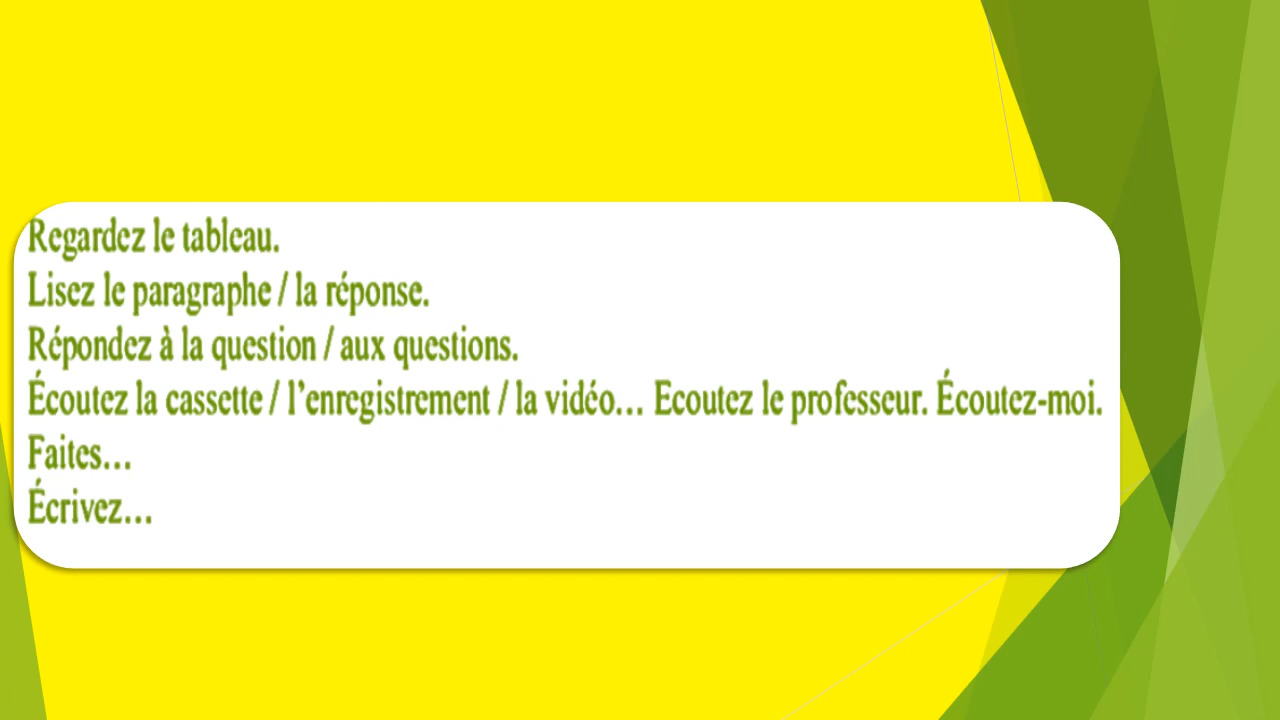 Regardez le tableau.
Lisez le paragraphe / la réponse.
Répondez à la question / aux questions.
Écoutez la cassette / l’enregistrement / la vidéo… Ecoutez le professeur. Écoutez-moi.
Faites…
Écrivez…